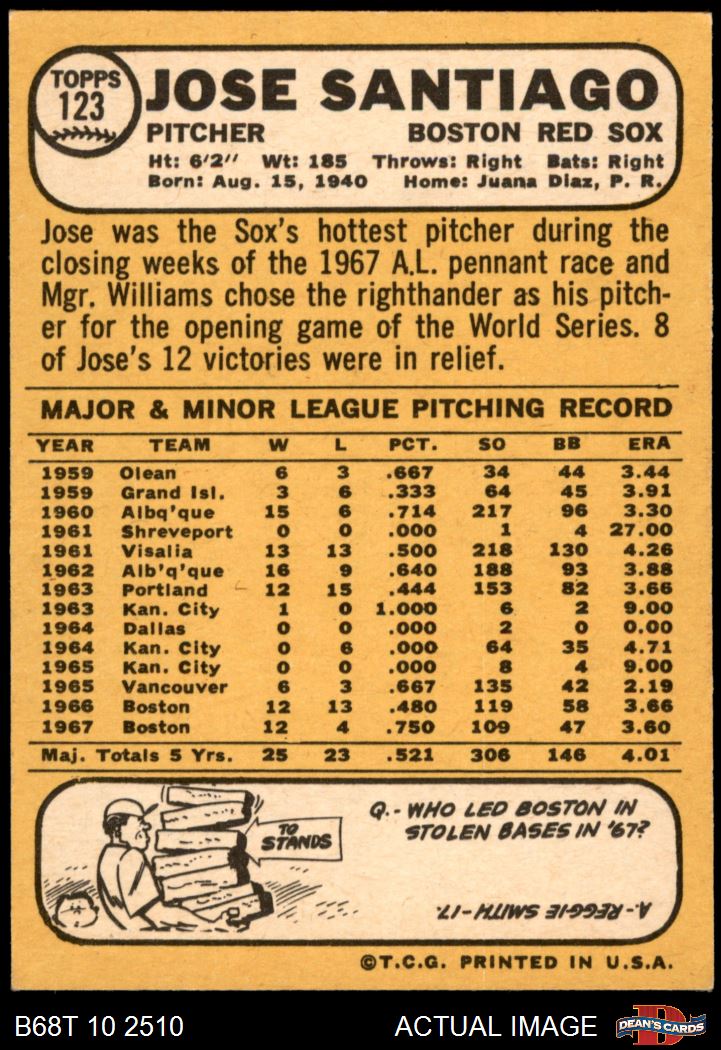 TOPPS
123
JOSE SANTIAGO
PITCHER BOSTON RED SOX
Ht: 6'2" Wt: 185 Throws: Right Bats: Right
Born: Aug. 15, 1940 Home: Juana Diaz, P. R.
Jose was the Sox's hottest pitcher during the
closing weeks of the 1967 A.L. pennant race and
Mgr. Williams chose the righthander as his pitch-
er for the opening game of the World Series. 8
of Jose's 12 victories were in relief.
MAJOR & MINOR LEAGUE PITCHING RECORD
YEAR TEAM W L PCT. SO BB ERA
1959 Olean 6 3 .667 34 44 3.44
1959 Grand Isl. 3 6 .333 64 45 3.91
1960 Albq'que 15 6 .714 217 96 3.30
1961 Shreveport 0 0 .000 1 4 27.00
1961 Visalia 13 13 .500 218 130 4.26
1962 Alb'q'que 16 9 .640 188 93 3.88
1963 Portland 12 15 .444 153 82 3.66
1963 Kan. City 1 0 1.000 6 2 9.00
1964 Dallas 0 0 .000 2 0 0.00
1964 Kan. City 0 6 .000 64 35 4.71
1965 Kan. City 0 0 .000 8 4 9.00
1965 Vancouver 6 3 .667 135 42 2.19
1966 Boston 12 13 .480 119 58 3.66
1967 Boston 12 4 .750 109 47 3.60
Maj. Totals 5 Yrs. 25 23 .521 306 146 4.01
TO
STANDS
Q.- WHO LED BOSTON IN
STOLEN BASES IN '67?
A.- REGGIE SMITH-17.
©T.C.G. PRINTED IN U.S.A.
B68T 10 2510 ACTUAL IMAGE
D
DEAN'S CARDS